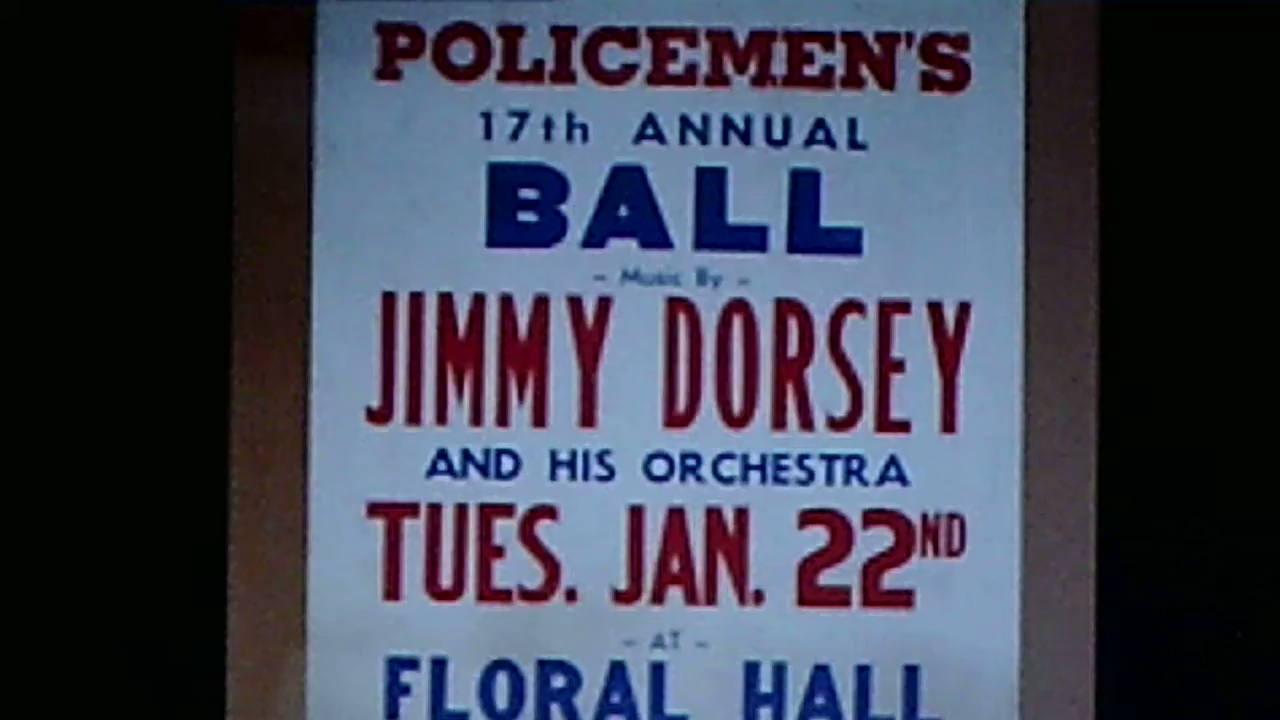 POLICEMEN'S
17th ANNUAL
BALL
- Music By -
JIMMY DORSEY
AND HIS ORCHESTRA
TUES. JAN. 22ND
- AT -
FLORAL HALL